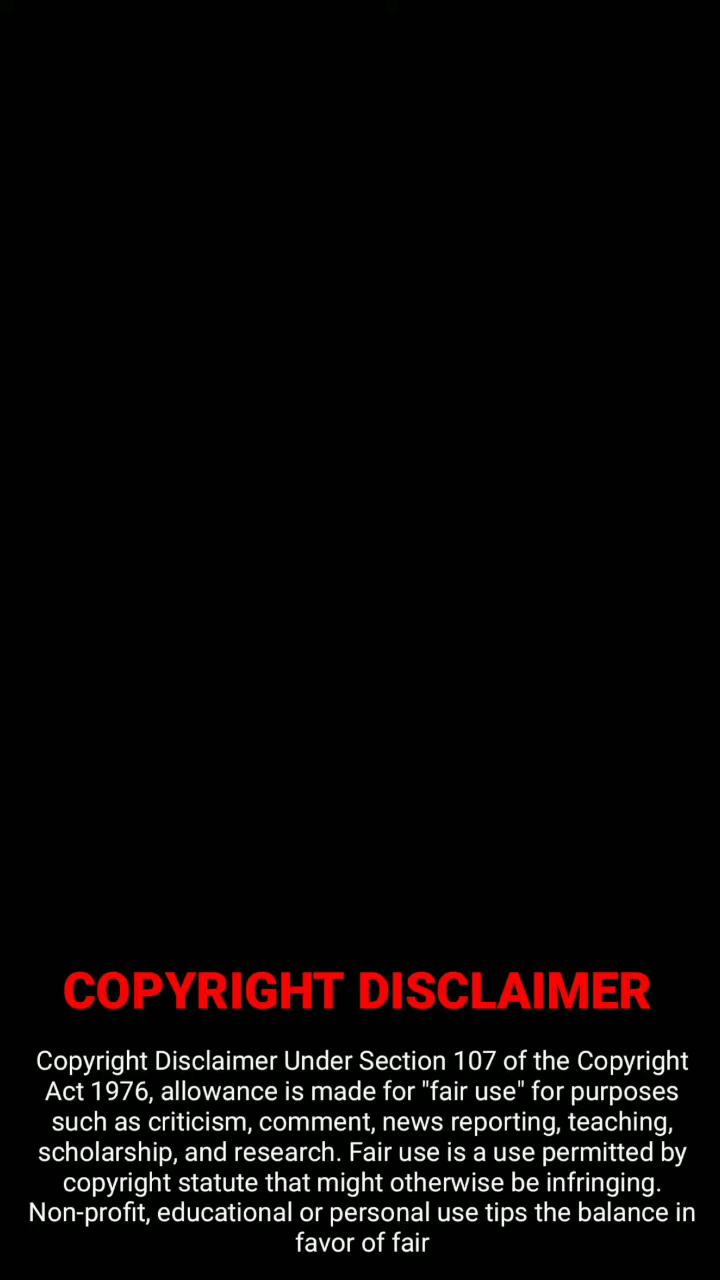 COPYRIGHT DISCLAIMER
Copyright Disclaimer Under Section 107 of the Copyright
Act 1976, allowance is made for "fair use" for purposes
such as criticism, comment, news reporting, teaching,
scholarship, and research. Fair use is a use permitted by
copyright statute that might otherwise be infringing.
Non-profit, educational or personal use tips the balance in
favor of fair